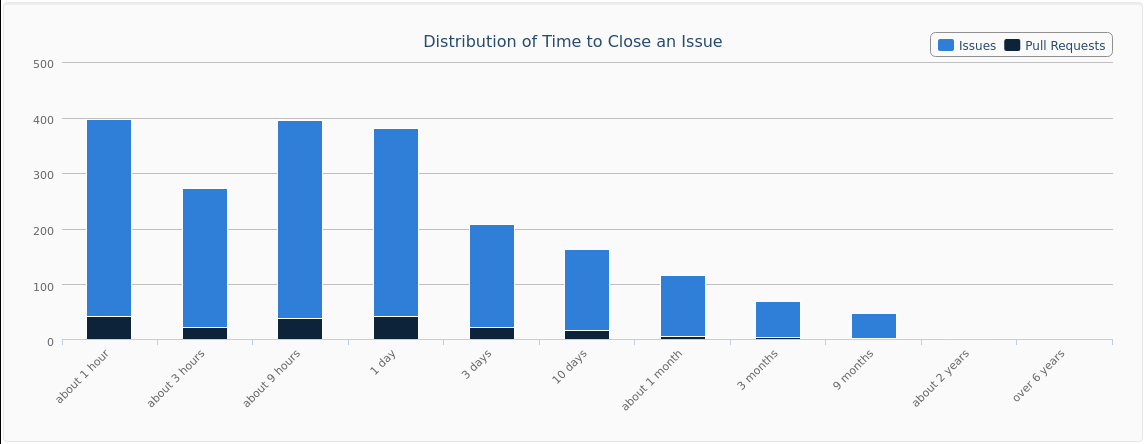 Distribution of Time to Close an Issue
Issues Pull Requests
500
400
300
200
100
0
about 1 hour
about 3 hours
about 9 hours
1 day
3 days
10 days
about 1 month
3 months
9 months
about 2 years
over 6 years